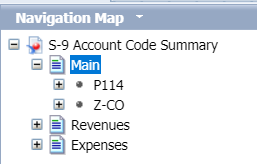 Navigation Map
S-9 Account Code Summary
Main
P114
Z-CO
Revenues
Expenses